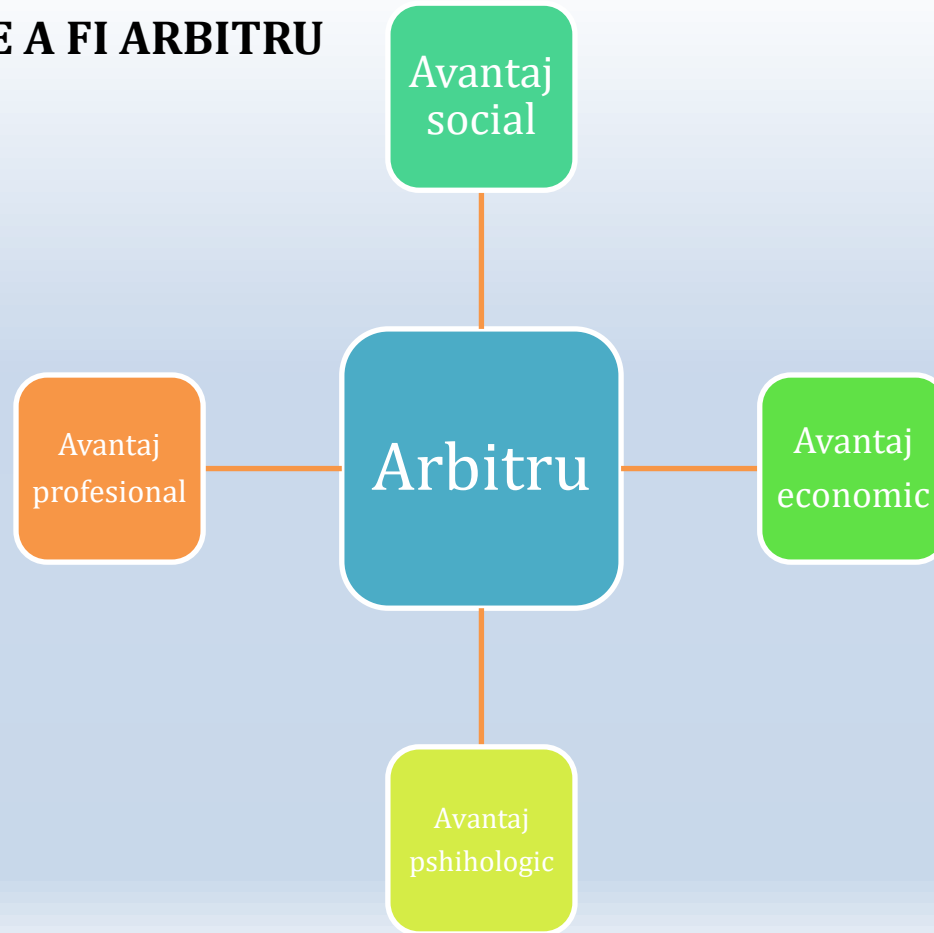 E A FI ARBITRU
Avantaj
social
Avantaj
profesional
Arbitru
Avantaj
economic
Avantaj
pshihologic